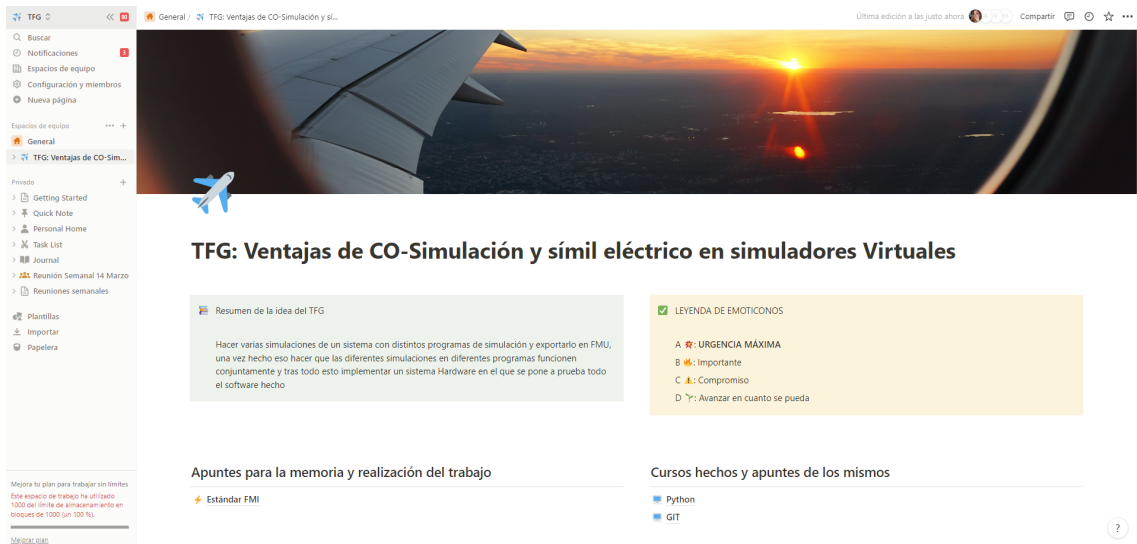 TFG
80
General / TFG: Ventajas de CO-Simulación y sí...
Última edición a las justo ahora
Compartir
Buscar
Notificaciones 3
Espacios de equipo
Configuración y miembros
Nueva página
Espacios de equipo
General
TFG: Ventajas de CO-Sim...
Privado
Getting Started
Quick Note
Personal Home
Task List
Journal
Reunión Semanal 14 Marzo
Reuniones semanales
Plantillas
Importar
Papelera
Mejora tu plan para trabajar sin límites
Este espacio de trabajo ha utilizado
1000 del límite de almacenamiento en
bloques de 1000 (un 100 %).
Mejorar plan
TFG: Ventajas de CO-Simulación y símil eléctrico en simuladores Virtuales
Resumen de la idea del TFG
Hacer varias simulaciones de un sistema con distintos programas de simulación y exportarlo en FMU,
una vez hecho eso hacer que las diferentes simulaciones en diferentes programas funcionen
conjuntamente y tras todo esto implementar un sistema Hardware en el que se pone a prueba todo
el software hecho
LEYENDA DE EMOTICONOS
A 💥: URGENCIA MÁXIMA
B 🔥: Importante
C ⚠️: Compromiso
D 🌱: Avanzar en cuanto se pueda
Apuntes para la memoria y realización del trabajo
Estándar FMI
Cursos hechos y apuntes de los mismos
Python
GIT
?